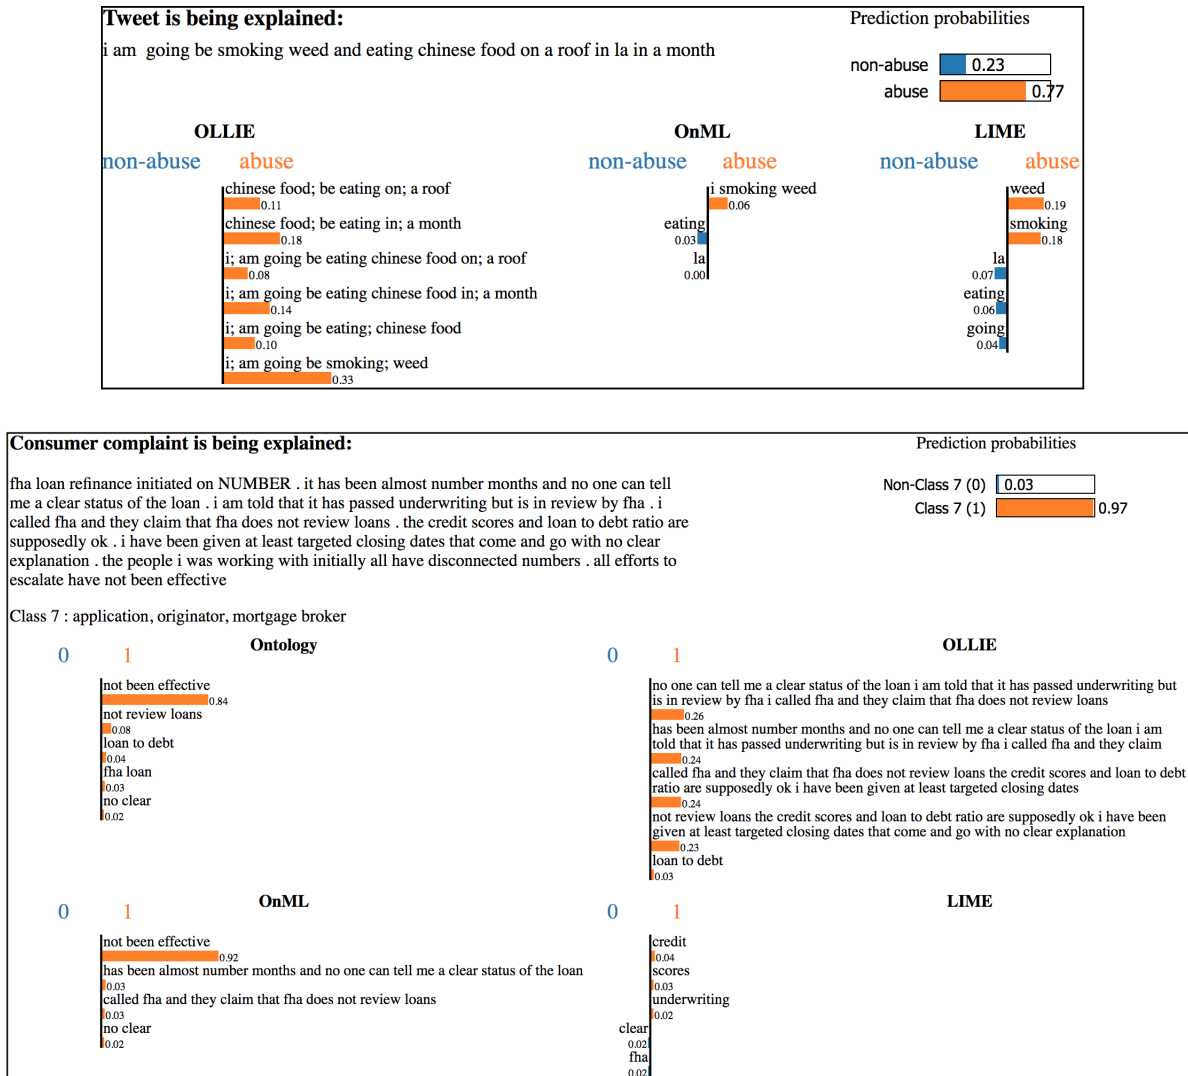 Tweet is being explained:
Prediction probabilities
i am going be smoking weed and eating chinese food on a roof in la in a month
non-abuse 0.23
abuse 0.77
OLLIE
non-abuse abuse
chinese food; be eating on; a roof
0.11
chinese food; be eating in; a month
0.18
i; am going be eating chinese food on; a roof
0.08
i; am going be eating chinese food in; a month
0.14
i; am going be eating; chinese food
0.10
i; am going be smoking; weed
0.33
OnML
non-abuse abuse
i smoking weed
0.06
eating
0.03
la
0.00
LIME
non-abuse abuse
weed
0.19
smoking
0.18
la
0.07
eating
0.06
going
0.04
Consumer complaint is being explained:
Prediction probabilities
Non-Class 7 (0) 0.03
Class 7 (1) 0.97
fha loan refinance initiated on NUMBER . it has been almost number months and no one can tell
me a clear status of the loan . i am told that it has passed underwriting but is in review by fha . i
called fha and they claim that fha does not review loans . the credit scores and loan to debt ratio are
supposedly ok . i have been given at least targeted closing dates that come and go with no clear
explanation . the people i was working with initially all have disconnected numbers . all efforts to
escalate have not been effective
Class 7 : application, originator, mortgage broker
Ontology
0 1
not been effective
0.84
not review loans
0.08
loan to debt
0.04
fha loan
0.03
no clear
0.02
OLLIE
0 1
no one can tell me a clear status of the loan i am told that it has passed underwriting but
is in review by fha i called fha and they claim that fha does not review loans
0.26
has been almost number months and no one can tell me a clear status of the loan i am
told that it has passed underwriting but is in review by fha i called fha and they claim
0.24
called fha and they claim that fha does not review loans the credit scores and loan to debt
ratio are supposedly ok i have been given at least targeted closing dates
0.24
not review loans the credit scores and loan to debt ratio are supposedly ok i have been
given at least targeted closing dates that come and go with no clear explanation
0.23
loan to debt
0.03
OnML
0 1
not been effective
0.92
has been almost number months and no one can tell me a clear status of the loan
0.03
called fha and they claim that fha does not review loans
0.03
no clear
0.02
LIME
0 1
credit
0.04
scores
0.03
underwriting
0.02
clear
0.02
fha
0.02